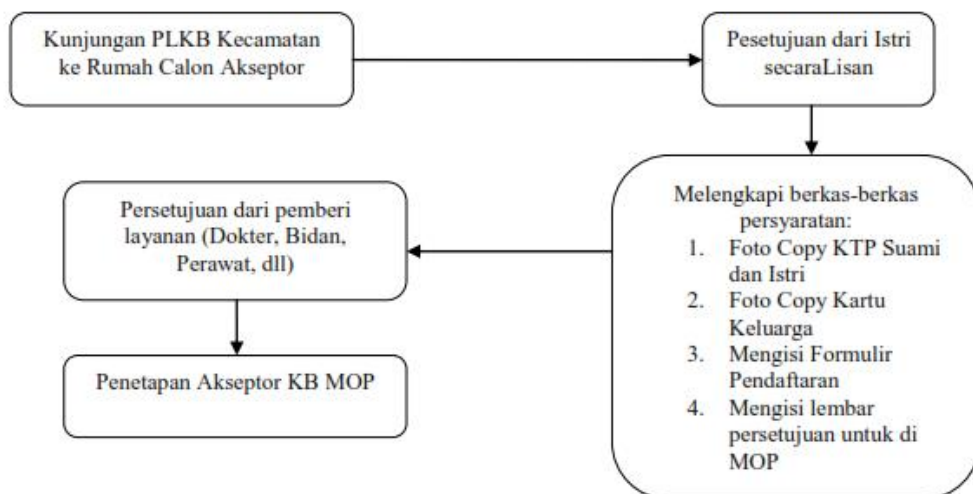 Kunjungan PLKB Kecamatan
ke Rumah Calon Akseptor
Pesetujuan dari Istri
secaraLisan
Melengkapi berkas-berkas
persyaratan:
1. Foto Copy KTP Suami
dan Istri
2. Foto Copy Kartu
Keluarga
3. Mengisi Formulir
Pendaftaran
4. Mengisi lembar
persetujuan untuk di
MOP
Persetujuan dari pemberi
layanan (Dokter, Bidan,
Perawat, dll)
Penetapan Akseptor KB MOP